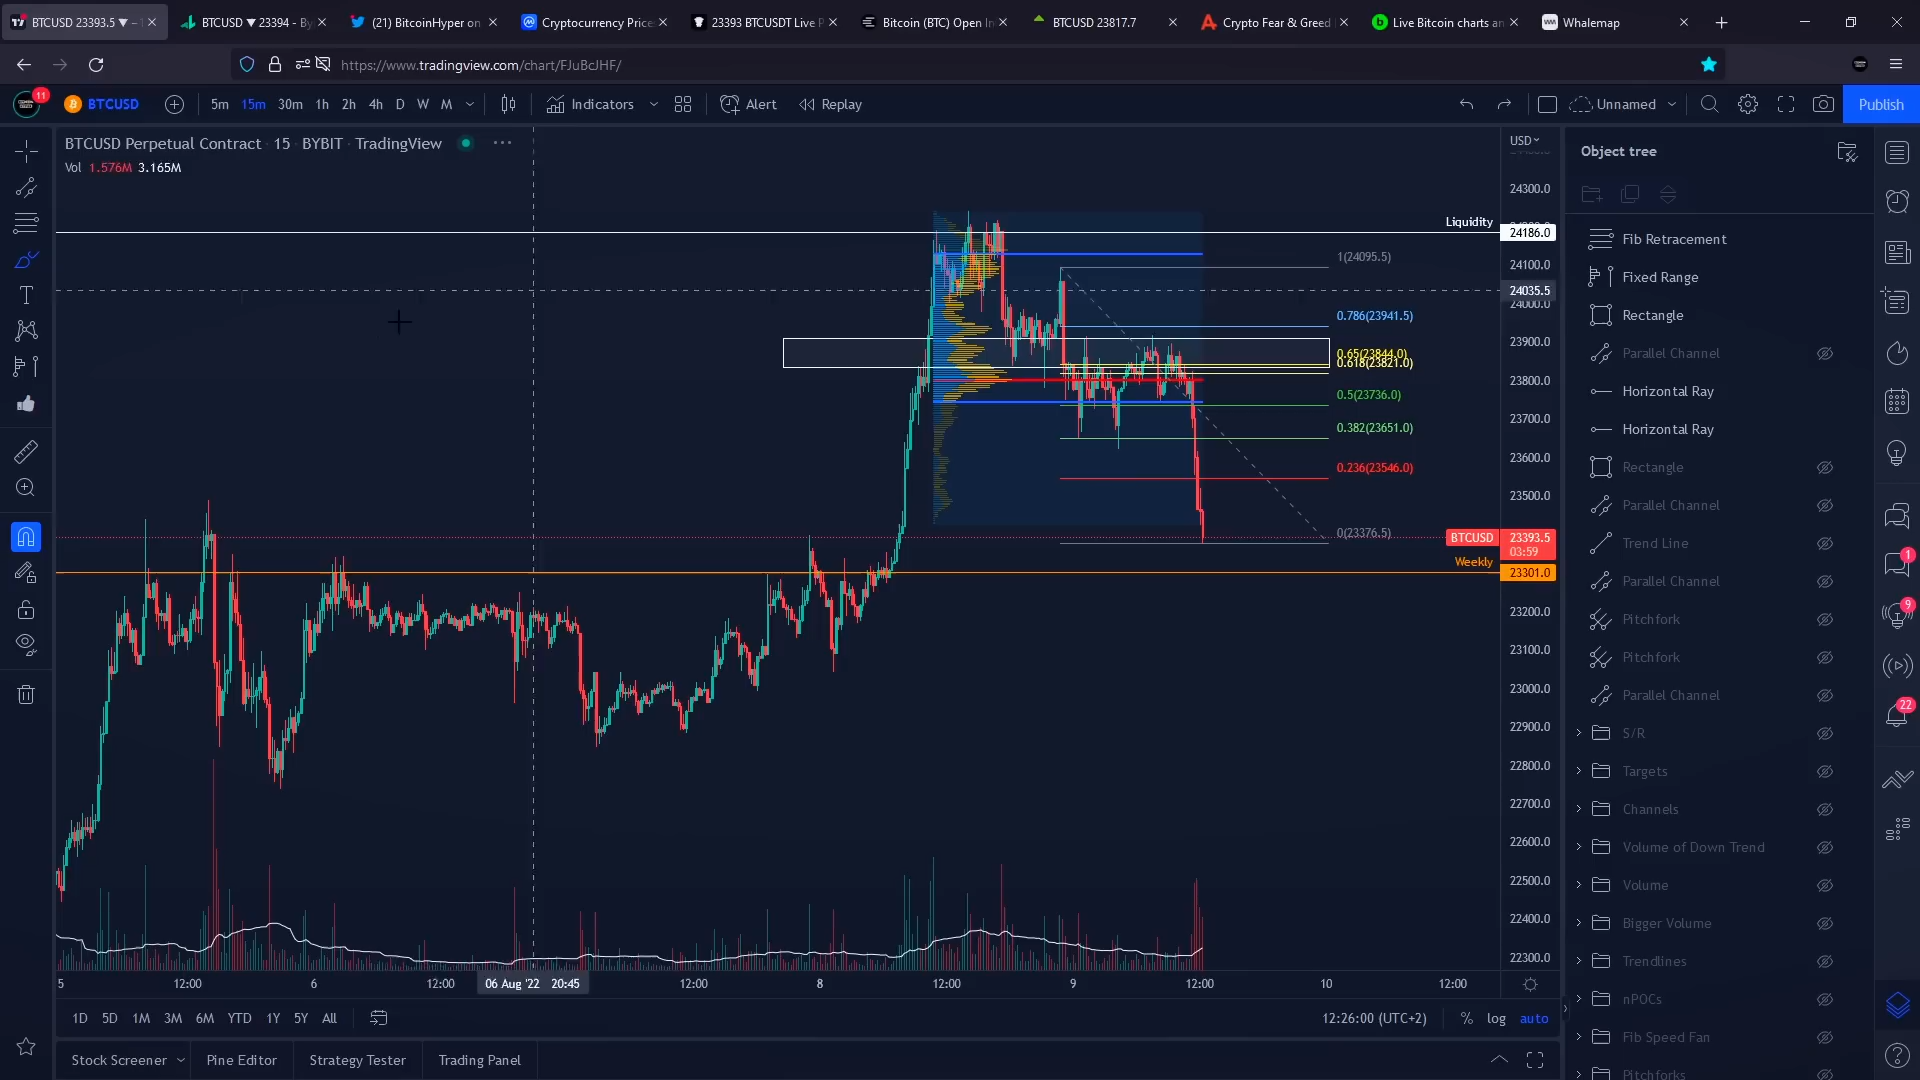 BTCUSD 23393.5 ▼ −
BTCUSD ▼ 23394 - By
(21) BitcoinHyper on
Cryptocurrency Price
23393 BTCUSDT Live P
Bitcoin (BTC) Open In
BTCUSD 23817.7
Crypto Fear & Greed
Live Bitcoin charts an
Whalemap
https://www.tradingview.com/chart/FJuBcJHF/
11
BTCUSD
5m 15m 30m 1h 2h 4h D W M
Indicators
Alert
Replay
Unnamed
Publish
BTCUSD Perpetual Contract · 15 · BYBIT · TradingView
Vol 1.576M 3.165M
USD
24300.0
Liquidity
24186.0
24100.0
24035.5
24000.0
23900.0
23800.0
23700.0
23600.0
23500.0
BTCUSD 23393.5
03:59
Weekly
23301.0
23200.0
23100.0
23000.0
22900.0
22800.0
22700.0
22600.0
22500.0
22400.0
22300.0
1(24095.5)
0.786(23941.5)
0.65(23844.0)
0.618(23821.0)
0.5(23736.0)
0.382(23651.0)
0.236(23546.0)
0(23376.5)
5 12:00 6 12:00 06 Aug '22 20:45 12:00 8 12:00 9 12:00 10 12:00
1D 5D 1M 3M 6M YTD 1Y 5Y All
12:26:00 (UTC+2) % log auto
Stock Screener
Pine Editor
Strategy Tester
Trading Panel
Object tree
Fib Retracement
Fixed Range
Rectangle
Parallel Channel
Horizontal Ray
Horizontal Ray
Rectangle
Parallel Channel
Trend Line
Parallel Channel
Pitchfork
Pitchfork
Parallel Channel
S/R
Targets
Channels
Volume of Down Trend
Volume
Bigger Volume
Trendlines
nPOCs
Fib Speed Fan
Pitchforks
1
9
22